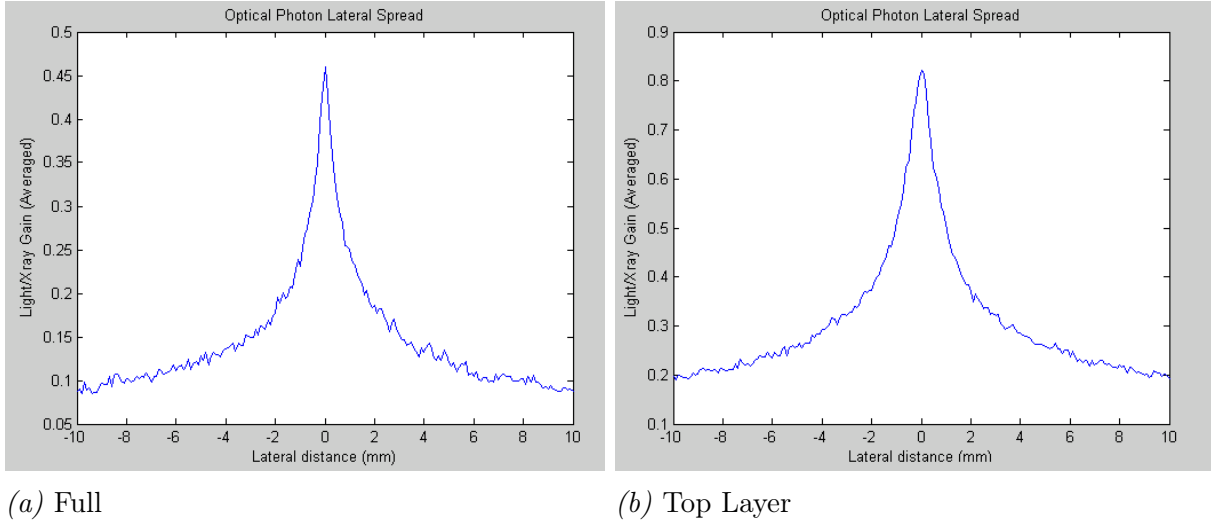 Optical Photon Lateral Spread
Light/Xray Gain (Averaged)
0.5
0.45
0.4
0.35
0.3
0.25
0.2
0.15
0.1
0.05
-10 -8 -6 -4 -2 0 2 4 6 8 10
Lateral distance (mm)
(a) Full
Optical Photon Lateral Spread
Light/Xray Gain (Averaged)
0.9
0.8
0.7
0.6
0.5
0.4
0.3
0.2
0.1
-10 -8 -6 -4 -2 0 2 4 6 8 10
Lateral distance (mm)
(b) Top Layer